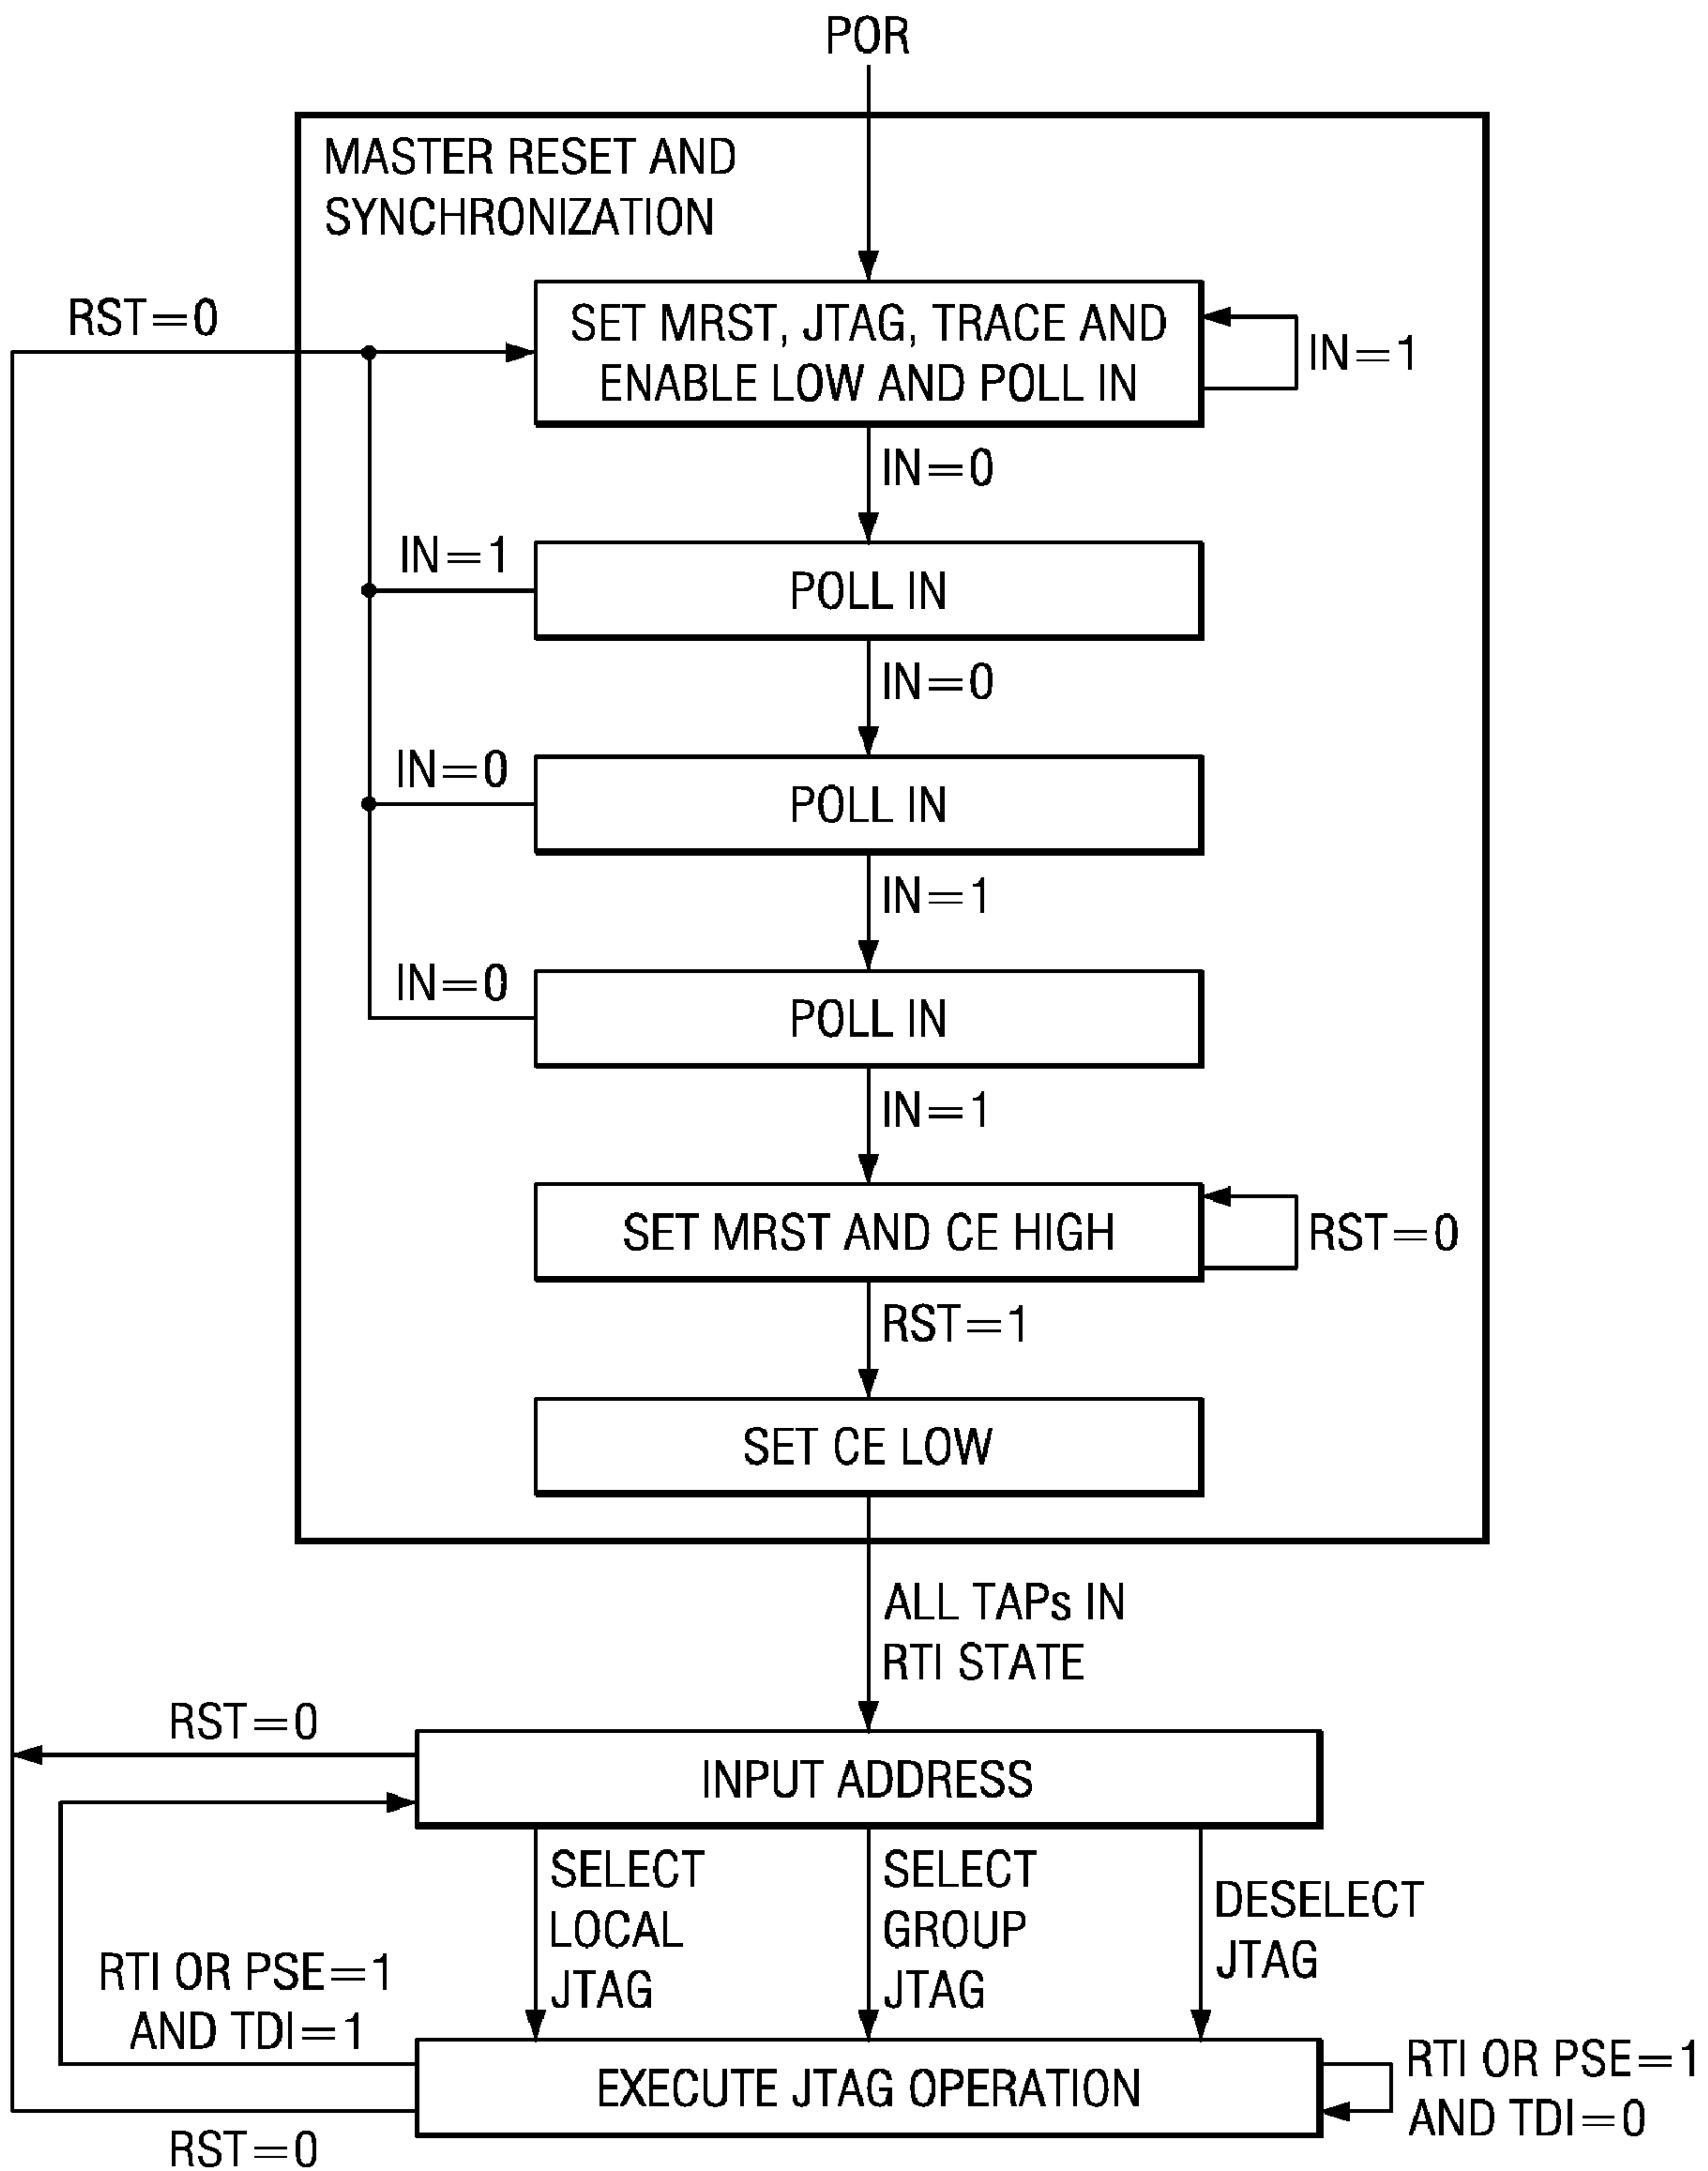 POR
MASTER RESET AND
SYNCHRONIZATION
RST=0
SET MRST, JTAG, TRACE AND
ENABLE LOW AND POLL IN
IN=1
IN=0
IN=1
POLL IN
IN=0
IN=0
POLL IN
IN=1
IN=0
POLL IN
IN=1
SET MRST AND CE HIGH
RST=0
RST=1
SET CE LOW
ALL TAPs IN
RTI STATE
RST=0
INPUT ADDRESS
SELECT
LOCAL
JTAG
SELECT
GROUP
JTAG
DESELECT
JTAG
RTI OR PSE=1
AND TDI=1
EXECUTE JTAG OPERATION
RTI OR PSE=1
AND TDI=0
RST=0